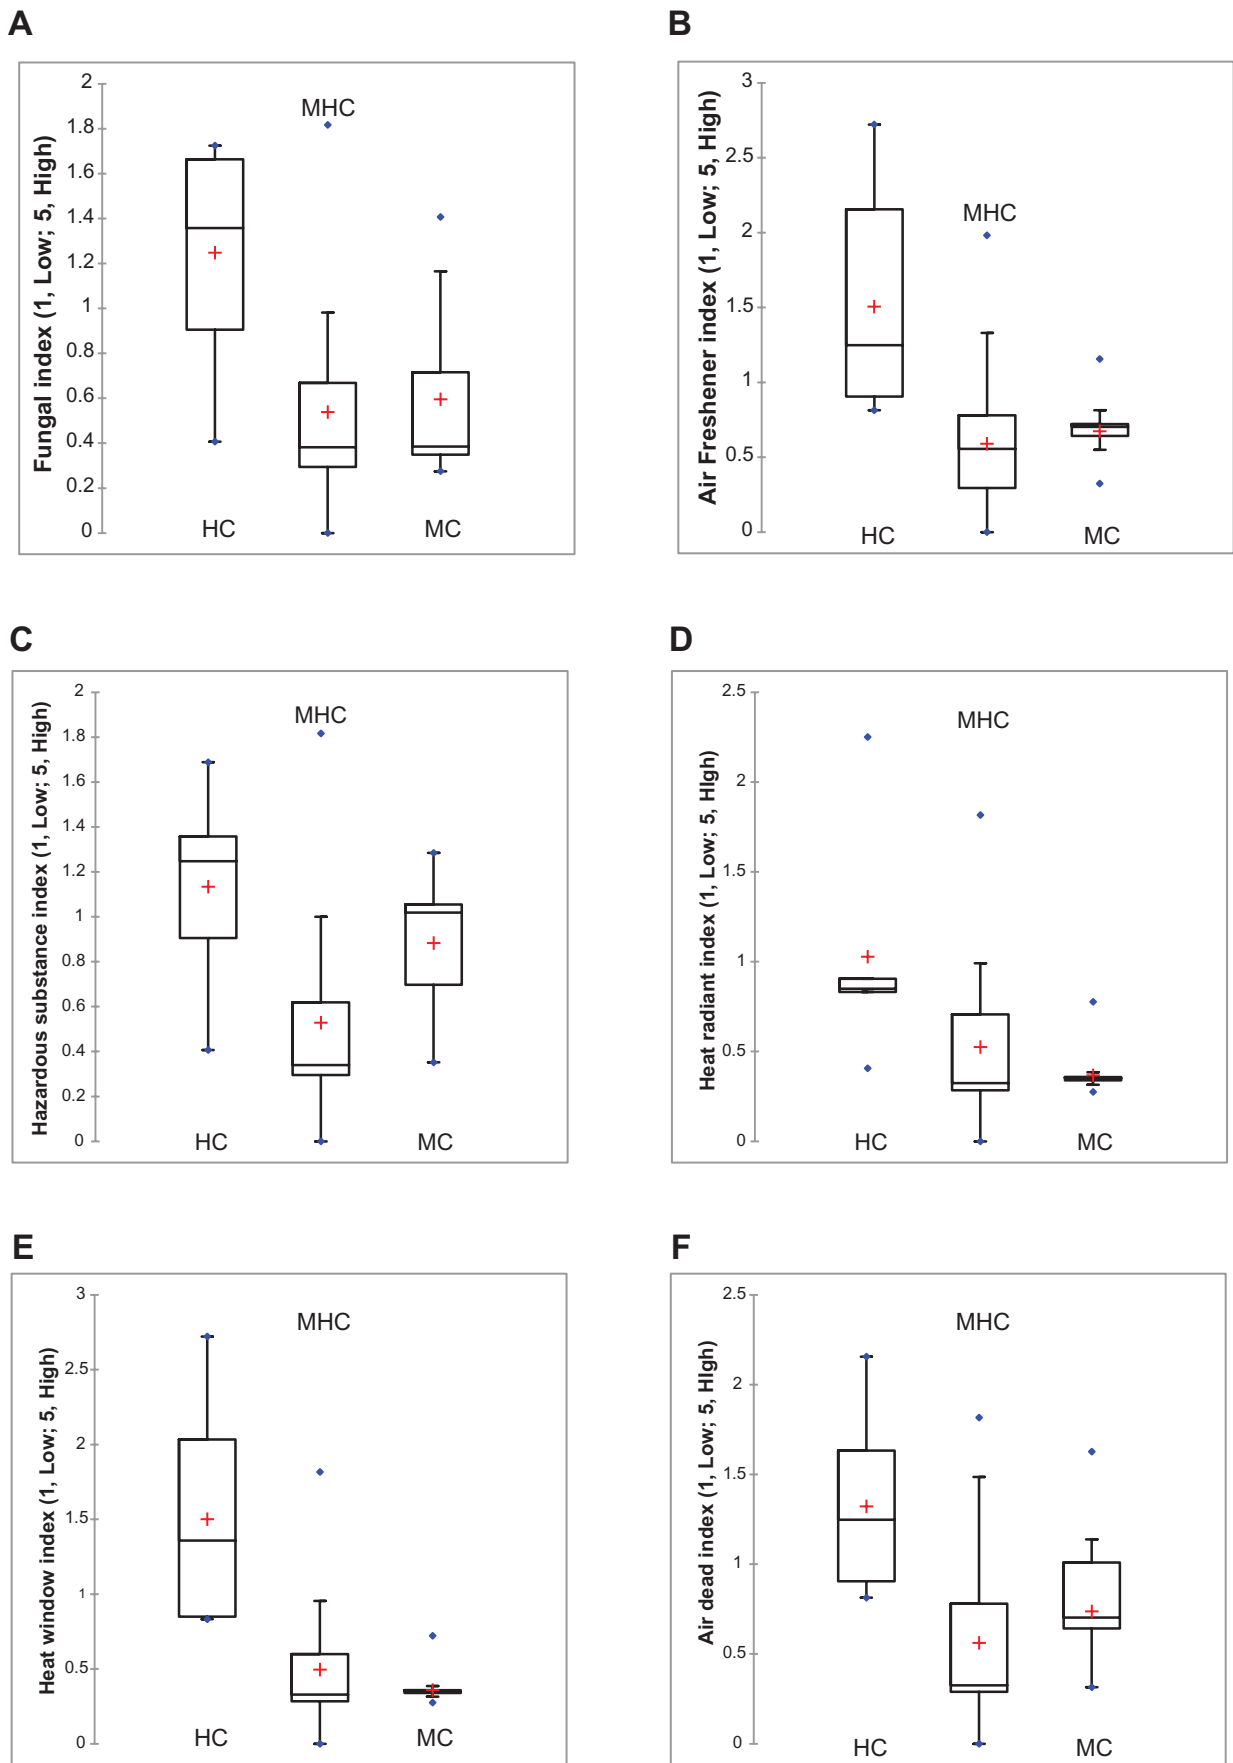 A
Fungal index (1, Low; 5, High)
2
1.8
1.6
1.4
1.2
1
0.8
0.6
0.4
0.2
0
MHC
HC
MC
B
Air Freshener index (1, Low; 5, High)
3
2.5
2
1.5
1
0.5
0
MHC
HC
MC
C
Hazardous substance index (1, Low; 5, High)
2
1.8
1.6
1.4
1.2
1
0.8
0.6
0.4
0.2
0
MHC
HC
MC
D
Heat radiant index (1, Low; 5, HIgh)
2.5
2
1.5
1
0.5
0
MHC
HC
MC
E
Heat window index (1, Low; 5, High)
3
2.5
2
1.5
1
0.5
0
MHC
HC
MC
F
Air dead index (1, Low; 5, HIgh)
2.5
2
1.5
1
0.5
0
MHC
HC
MC